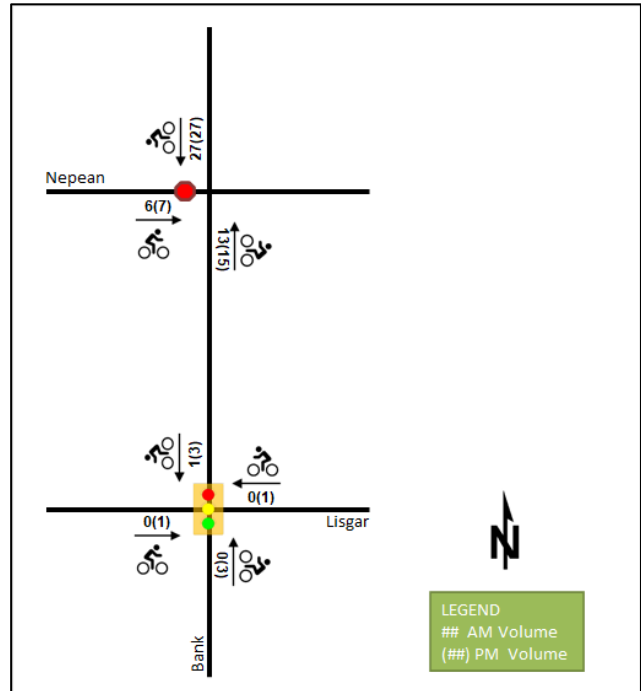 27(27)
Nepean
6(7)
13(15)
1(3)
0(1)
0(1)
Lisgar
0(3)
Bank
N
LEGEND
## AM Volume
(##) PM Volume